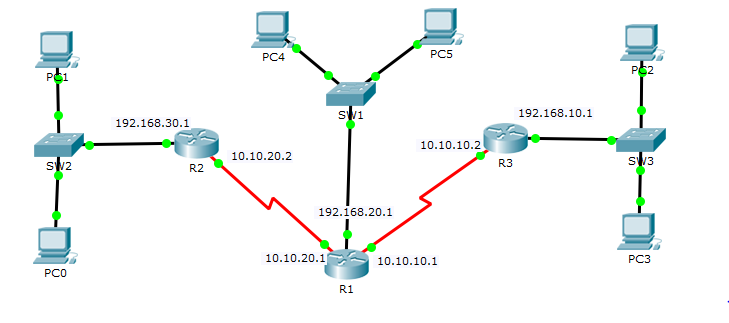 PC4
PC5
PC1
PC2
192.168.30.1
SW2
R2
10.10.20.2
SW1
10.10.10.2
192.168.10.1
R3
SW3
192.168.20.1
10.10.20.1
10.10.10.1
R1
PC0
PC3